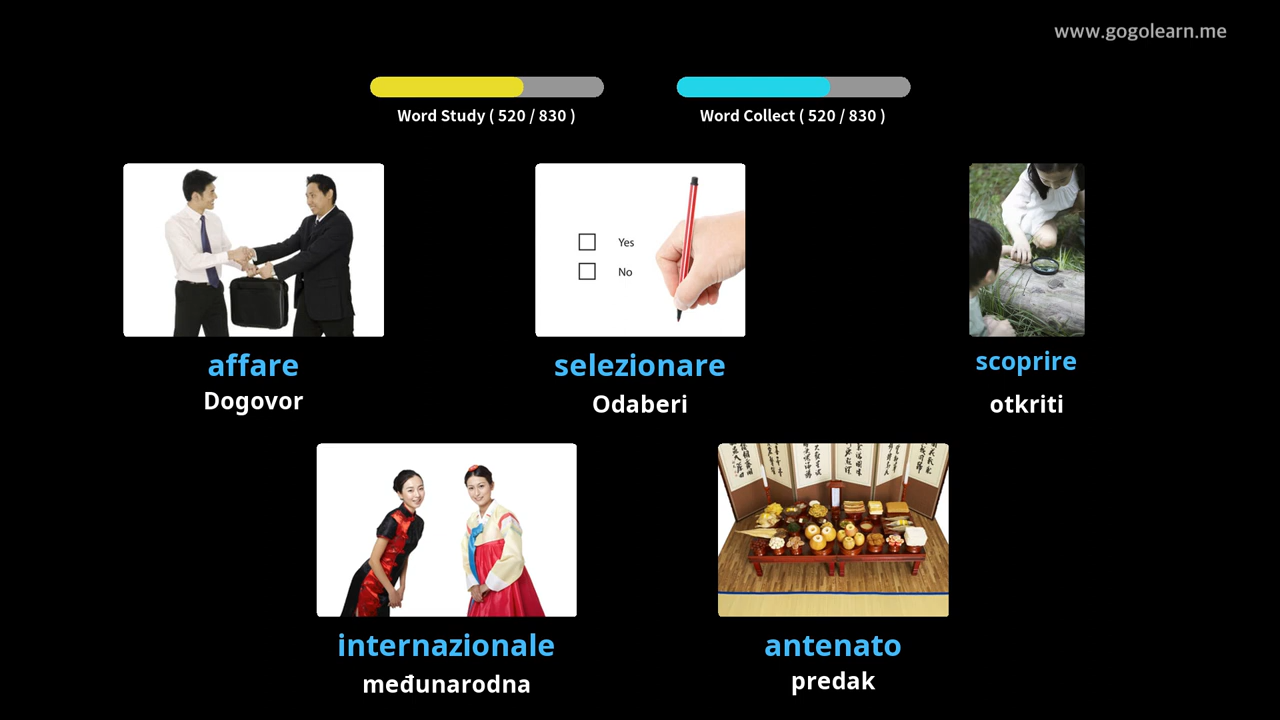 www.gogolearn.me
Word Study ( 520 / 830 )
Word Collect ( 520 / 830 )
Yes
No
affare
selezionare
scoprire
Dogovor
Odaberi
otkriti
internazionale
antenato
međunarodna
predak